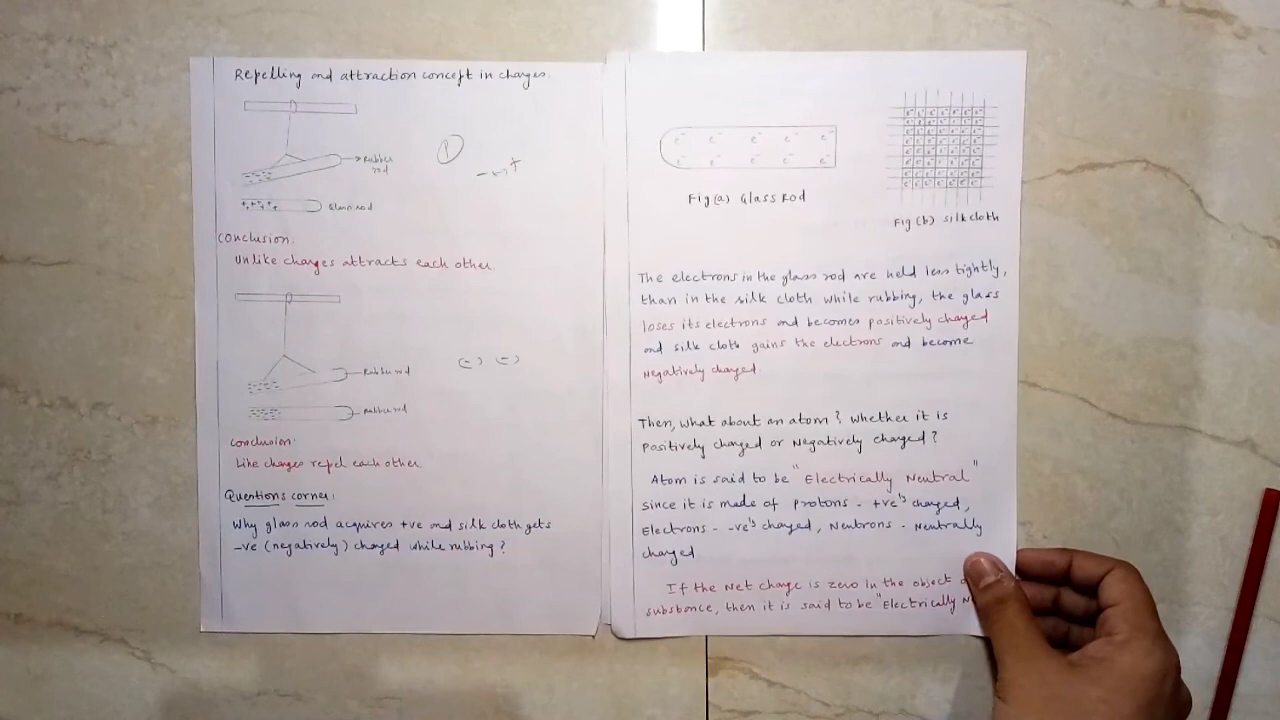 Repelling and attraction concept in charges.
Rubber
rod
1
- +
++++
Glass rod
Conclusion:
Unlike charges attracts each other.
Rubber rod
(-) (-)
Rubber rod
Conclusion:
Like charges repel each other
Questions corner:
Why glass rod acquires +ve and silk cloth gets
-ve (negatively) charged while rubbing?
e⁻ e⁻ e⁻ e⁻ e⁻
e⁻ e⁻ e⁻ e⁻ e⁻
Fig (a) Glass Rod
Fig (b) silk cloth
The electrons in the glass rod are held less tightly,
than in the silk cloth while rubbing, the glass
loses its electrons and becomes positively charged
and silk cloth gains the electrons and become
Negatively charged
Then, what about an atom? Whether it is
Positively charged or Negatively charged?
Atom is said to be "Electrically Neutral"
since it is made of protons - +ve's charged,
Electrons - -ve's charged, Neutrons - Neutrally
charged
If the Net charge is zero in the object
substance, then it is said to be "Electrically